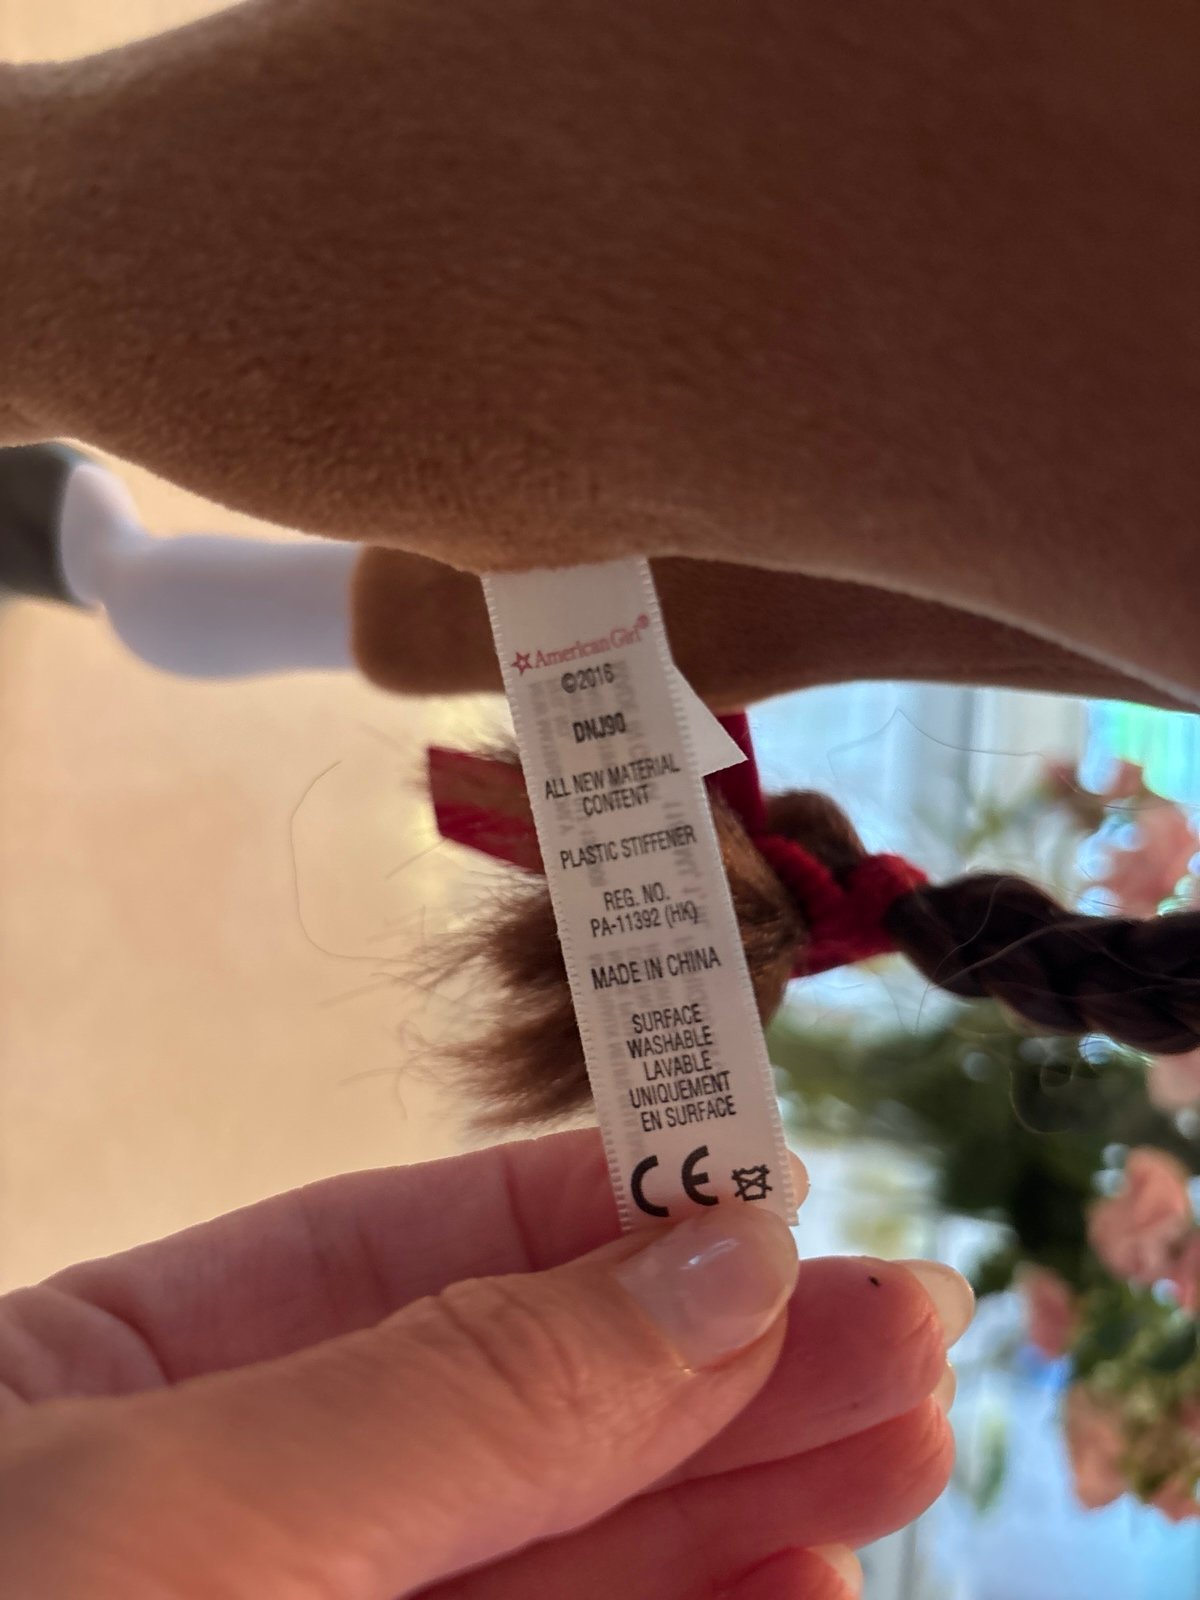 American Girl®
©2016
DNJ90
ALL NEW MATERIAL
CONTENT
PLASTIC STIFFENER
REG. NO.
PA-11392 (HK)
MADE IN CHINA
SURFACE
WASHABLE
LAVABLE
UNIQUEMENT
EN SURFACE
CE